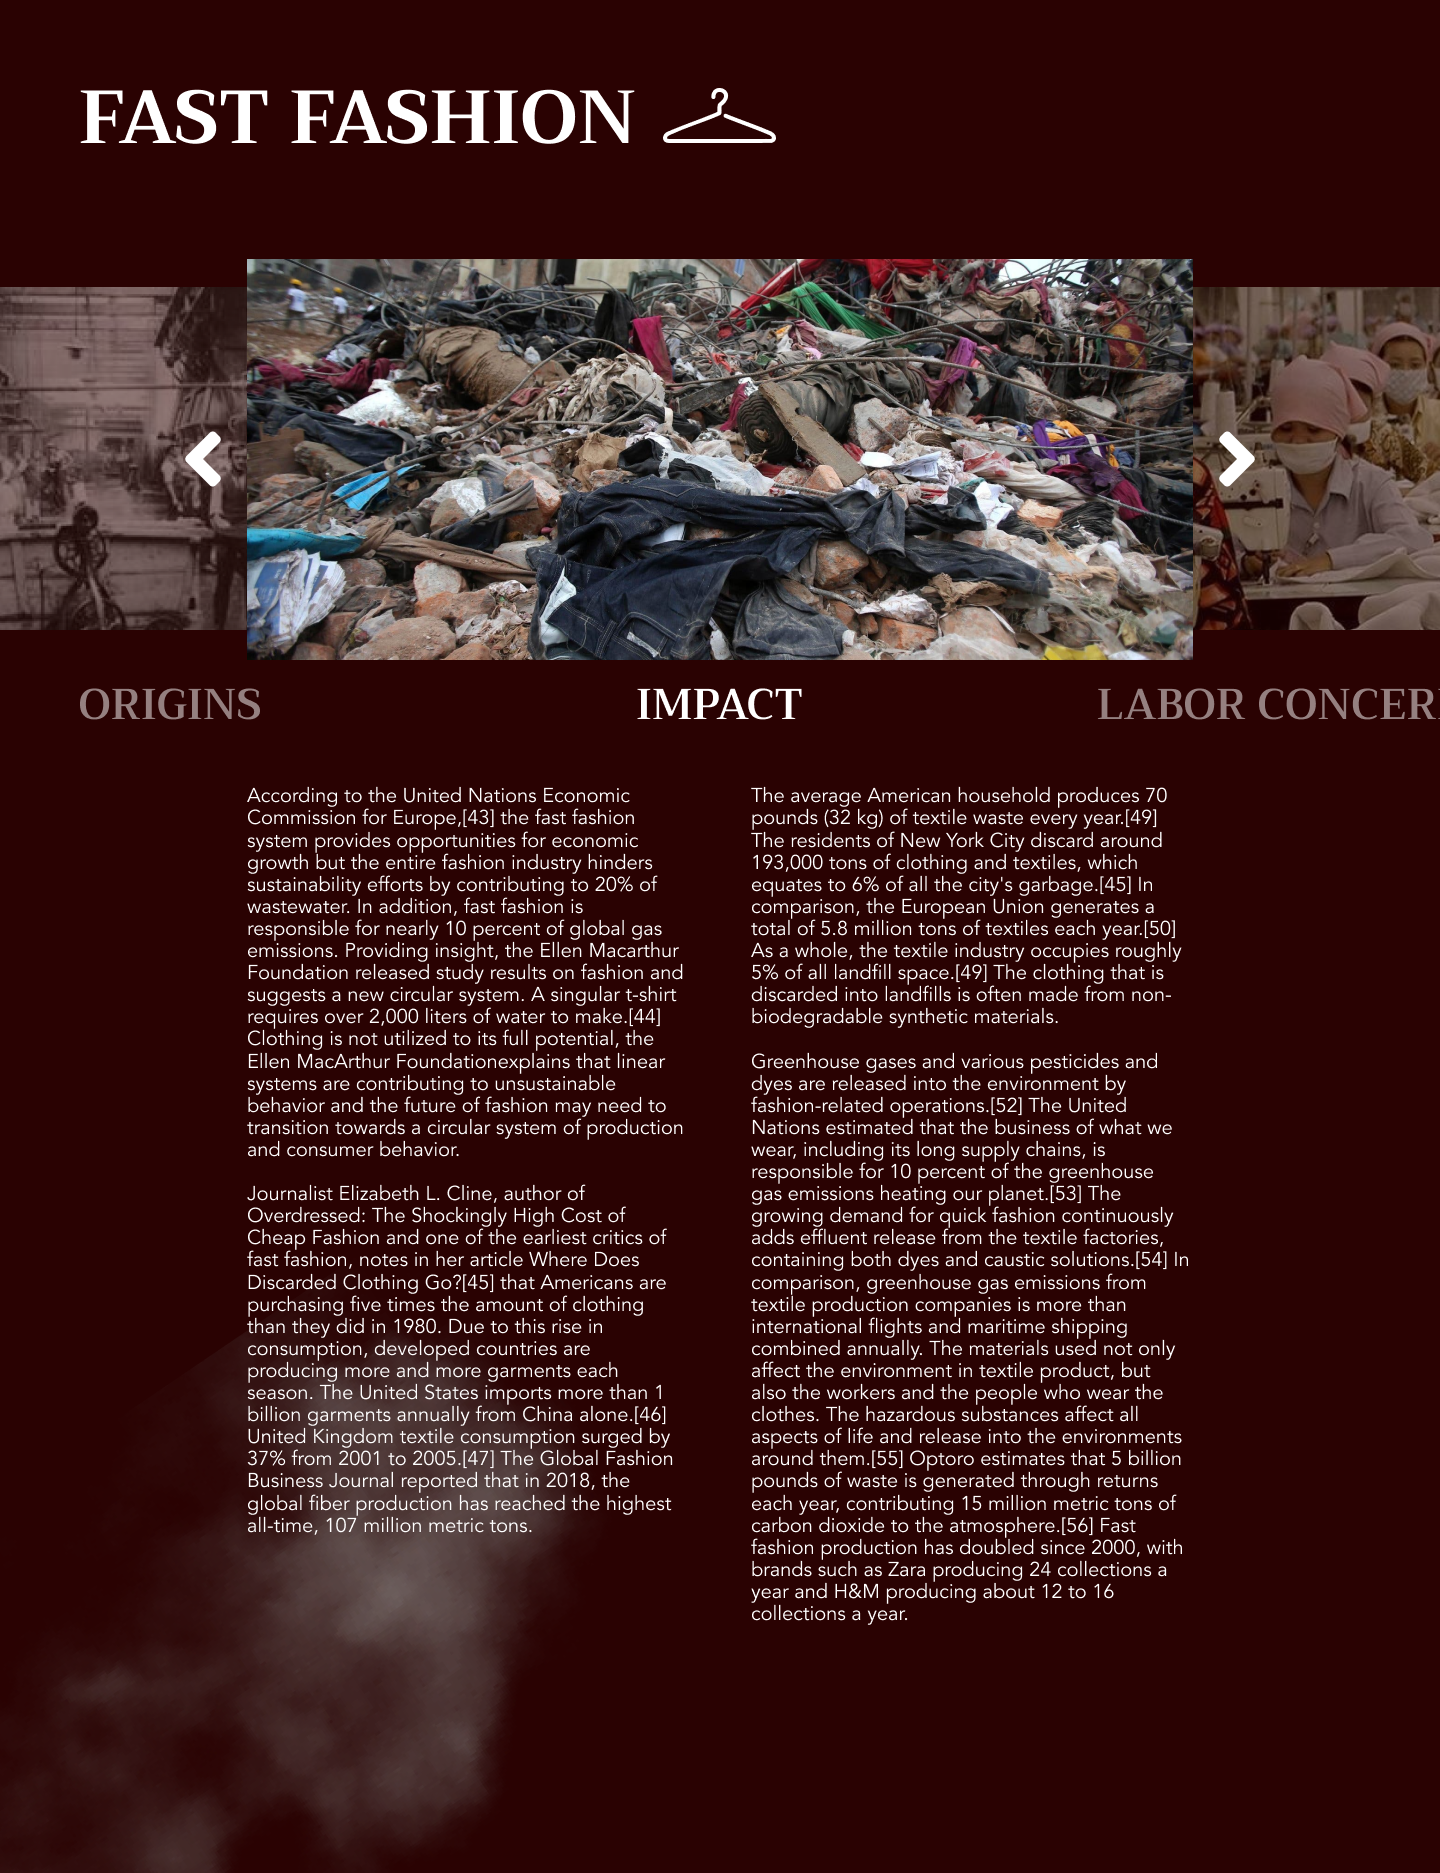 FAST FASHION
ORIGINS
IMPACT
LABOR CONCER
According to the United Nations Economic
Commission for Europe,[43] the fast fashion
system provides opportunities for economic
growth but the entire fashion industry hinders
sustainability efforts by contributing to 20% of
wastewater. In addition, fast fashion is
responsible for nearly 10 percent of global gas
emissions. Providing insight, the Ellen Macarthur
Foundation released study results on fashion and
suggests a new circular system. A singular t-shirt
requires over 2,000 liters of water to make.[44]
Clothing is not utilized to its full potential, the
Ellen MacArthur Foundationexplains that linear
systems are contributing to unsustainable
behavior and the future of fashion may need to
transition towards a circular system of production
and consumer behavior.
Journalist Elizabeth L. Cline, author of
Overdressed: The Shockingly High Cost of
Cheap Fashion and one of the earliest critics of
fast fashion, notes in her article Where Does
Discarded Clothing Go?[45] that Americans are
purchasing five times the amount of clothing
than they did in 1980. Due to this rise in
consumption, developed countries are
producing more and more garments each
season. The United States imports more than 1
billion garments annually from China alone.[46]
United Kingdom textile consumption surged by
37% from 2001 to 2005.[47] The Global Fashion
Business Journal reported that in 2018, the
global fiber production has reached the highest
all-time, 107 million metric tons.
The average American household produces 70
pounds (32 kg) of textile waste every year.[49]
The residents of New York City discard around
193,000 tons of clothing and textiles, which
equates to 6% of all the city's garbage.[45] In
comparison, the European Union generates a
total of 5.8 million tons of textiles each year.[50]
As a whole, the textile industry occupies roughly
5% of all landfill space.[49] The clothing that is
discarded into landfills is often made from non-
biodegradable synthetic materials.
Greenhouse gases and various pesticides and
dyes are released into the environment by
fashion-related operations.[52] The United
Nations estimated that the business of what we
wear, including its long supply chains, is
responsible for 10 percent of the greenhouse
gas emissions heating our planet.[53] The
growing demand for quick fashion continuously
adds effluent release from the textile factories,
containing both dyes and caustic solutions.[54] In
comparison, greenhouse gas emissions from
textile production companies is more than
international flights and maritime shipping
combined annually. The materials used not only
affect the environment in textile product, but
also the workers and the people who wear the
clothes. The hazardous substances affect all
aspects of life and release into the environments
around them.[55] Optoro estimates that 5 billion
pounds of waste is generated through returns
each year, contributing 15 million metric tons of
carbon dioxide to the atmosphere.[56] Fast
fashion production has doubled since 2000, with
brands such as Zara producing 24 collections a
year and H&M producing about 12 to 16
collections a year.